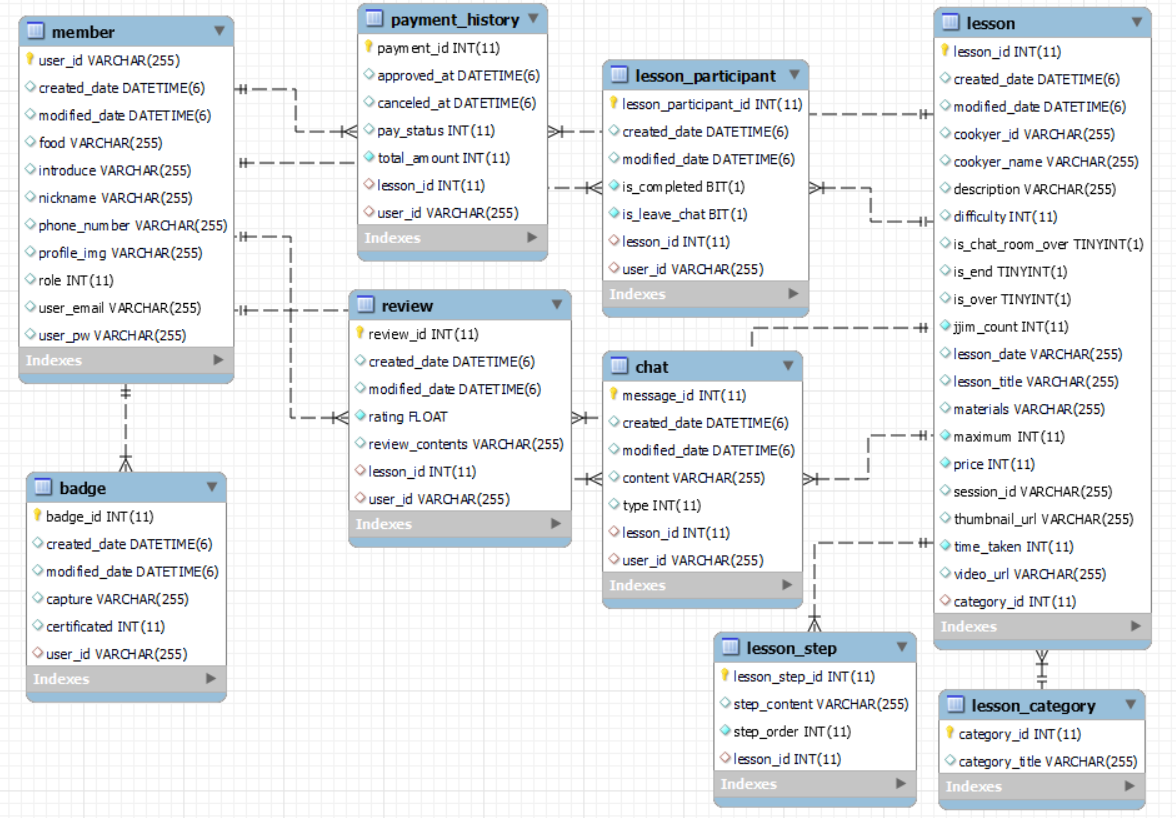 member
user_id VARCHAR(255)
created_date DATETIME(6)
modified_date DATETIME(6)
food VARCHAR(255)
introduce VARCHAR(255)
nickname VARCHAR(255)
phone_number VARCHAR(255)
profile_img VARCHAR(255)
role INT(11)
user_email VARCHAR(255)
user_pw VARCHAR(255)
Indexes
payment_history
payment_id INT(11)
approved_at DATETIME(6)
canceled_at DATETIME(6)
pay_status INT(11)
total_amount INT(11)
lesson_id INT(11)
user_id VARCHAR(255)
Indexes
lesson_participant
lesson_participant_id INT(11)
created_date DATETIME(6)
modified_date DATETIME(6)
is_completed BIT(1)
is_leave_chat BIT(1)
lesson_id INT(11)
user_id VARCHAR(255)
Indexes
lesson
lesson_id INT(11)
created_date DATETIME(6)
modified_date DATETIME(6)
cookyer_id VARCHAR(255)
cookyer_name VARCHAR(255)
description VARCHAR(255)
difficulty INT(11)
is_chat_room_over TINYINT(1)
is_end TINYINT(1)
is_over TINYINT(1)
jjim_count INT(11)
lesson_date VARCHAR(255)
lesson_title VARCHAR(255)
materials VARCHAR(255)
maximum INT(11)
price INT(11)
session_id VARCHAR(255)
thumbnail_url VARCHAR(255)
time_taken INT(11)
video_url VARCHAR(255)
category_id INT(11)
Indexes
review
review_id INT(11)
created_date DATETIME(6)
modified_date DATETIME(6)
rating FLOAT
review_contents VARCHAR(255)
lesson_id INT(11)
user_id VARCHAR(255)
Indexes
chat
message_id INT(11)
created_date DATETIME(6)
modified_date DATETIME(6)
content VARCHAR(255)
type INT(11)
lesson_id INT(11)
user_id VARCHAR(255)
Indexes
badge
badge_id INT(11)
created_date DATETIME(6)
modified_date DATETIME(6)
capture VARCHAR(255)
certificated INT(11)
user_id VARCHAR(255)
Indexes
lesson_step
lesson_step_id INT(11)
step_content VARCHAR(255)
step_order INT(11)
lesson_id INT(11)
Indexes
lesson_category
category_id INT(11)
category_title VARCHAR(255)
Indexes